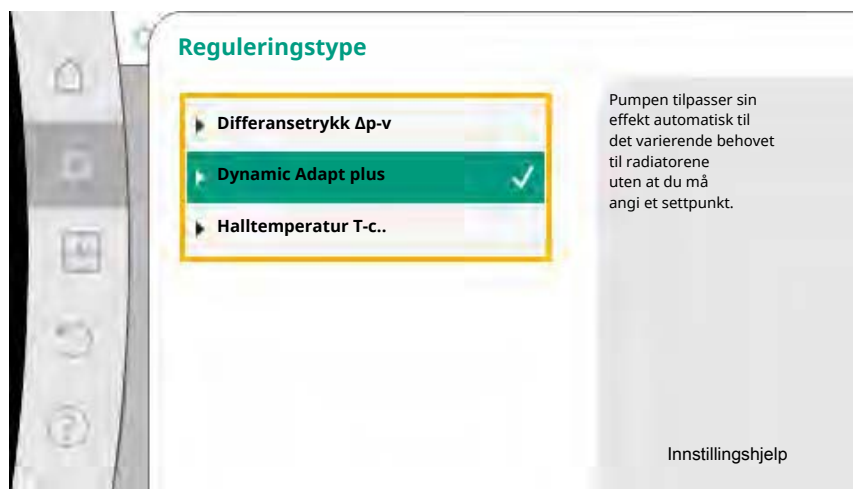 Reguleringstype
Differansetrykk Δp-v
Dynamic Adapt plus
Halltemperatur T-c..
Pumpen tilpasser sin
effekt automatisk til
det varierende behovet
til radiatorene
uten at du må
angi et settpunkt.
Innstillingshjelp